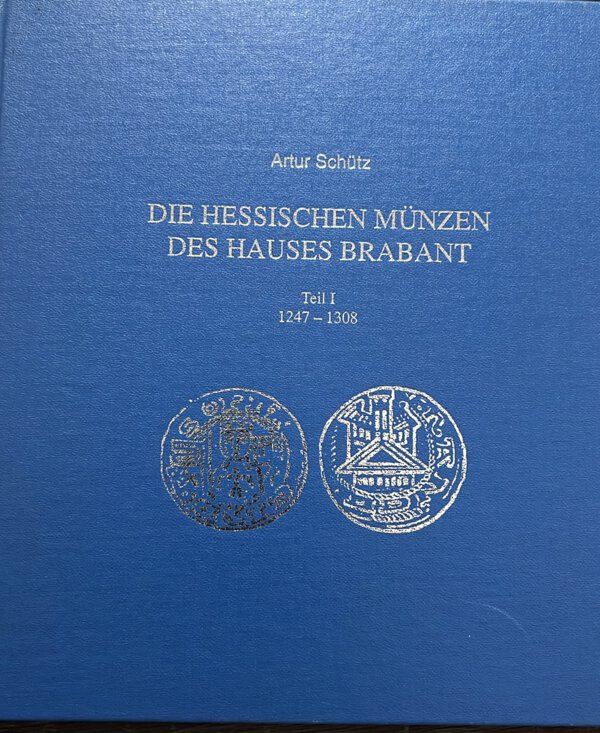 Artur Schütz
DIE HESSISCHEN MÜNZEN
DES HAUSES BRABANT
Teil I
1247 – 1308